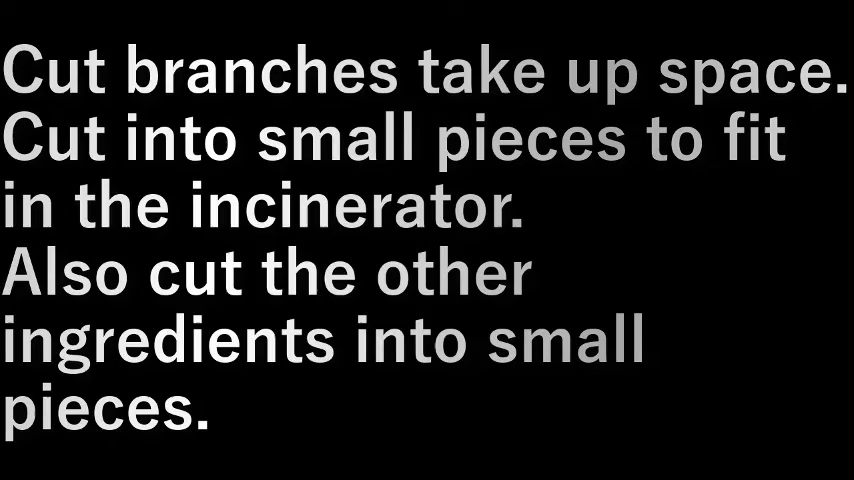 Cut branches take up space.
Cut into small pieces to fit
in the incinerator.
Also cut the other
ingredients into small
pieces.